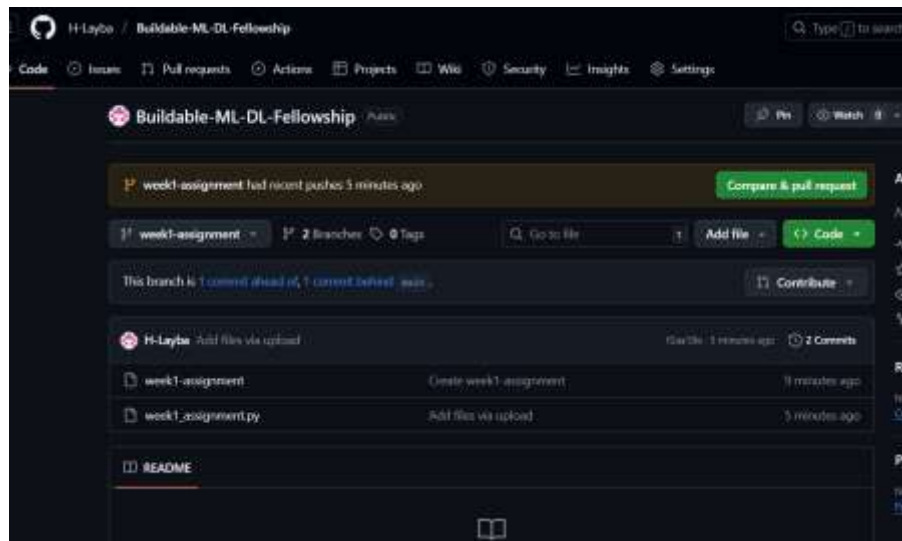 H-Layba / Buildable-ML-DL-Fellowship
Type / to search
Code Issues Pull requests Actions Projects Wiki Security Insights Settings
Buildable-ML-DL-Fellowship Public
Pin Watch 0
week1-assignment had recent pushes 5 minutes ago
Compare & pull request
week1-assignment 2 Branches 0 Tags
Go to file t Add file Code
This branch is 1 commit ahead of, 1 commit behind main.
Contribute
H-Layba Add files via upload
minutes ago 2 Commits
week1-assignment Create week1-assignment 9 minutes ago
week1_assignment.py Add files via upload 5 minutes ago
README